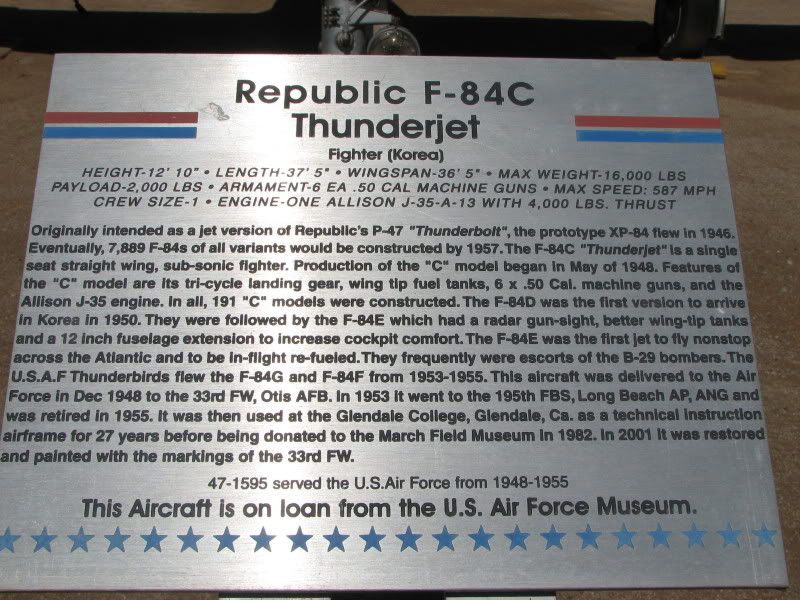 Republic F-84C
Thunderjet
Fighter (Korea)
HEIGHT-12' 10" • LENGTH-37' 5" • WINGSPAN-36' 5" • MAX WEIGHT-16,000 LBS
PAYLOAD-2,000 LBS • ARMAMENT-6 EA .50 CAL MACHINE GUNS • MAX SPEED: 587 MPH
CREW SIZE-1 • ENGINE-ONE ALLISON J-35-A-13 WITH 4,000 LBS. THRUST
Originally intended as a jet version of Republic's P-47 "Thunderbolt", the prototype XP-84 flew in 1946.
Eventually, 7,889 F-84s of all variants would be constructed by 1957. The F-84C "Thunderjet" is a single
seat straight wing, sub-sonic fighter. Production of the "C" model began in May of 1948. Features of
the "C" model are its tri-cycle landing gear, wing tip fuel tanks, 6 x .50 Cal. machine guns, and the
Allison J-35 engine. In all, 191 "C" models were constructed. The F-84D was the first version to arrive
in Korea in 1950. They were followed by the F-84E which had a radar gun-sight, better wing-tip tanks
and a 12 inch fuselage extension to increase cockpit comfort. The F-84E was the first jet to fly nonstop
across the Atlantic and to be in-flight re-fueled. They frequently were escorts of the B-29 bombers. The
U.S.A.F Thunderbirds flew the F-84G and F-84F from 1953-1955. This aircraft was delivered to the Air
Force in Dec 1948 to the 33rd FW, Otis AFB. In 1953 it went to the 195th FBS, Long Beach AP, ANG and
was retired in 1955. It was then used at the Glendale College, Glendale, Ca. as a technical instruction
airframe for 27 years before being donated to the March Field Museum in 1982. In 2001 it was restored
and painted with the markings of the 33rd FW.
47-1595 served the U.S.Air Force from 1948-1955
This Aircraft is on loan from the U.S. Air Force Museum.